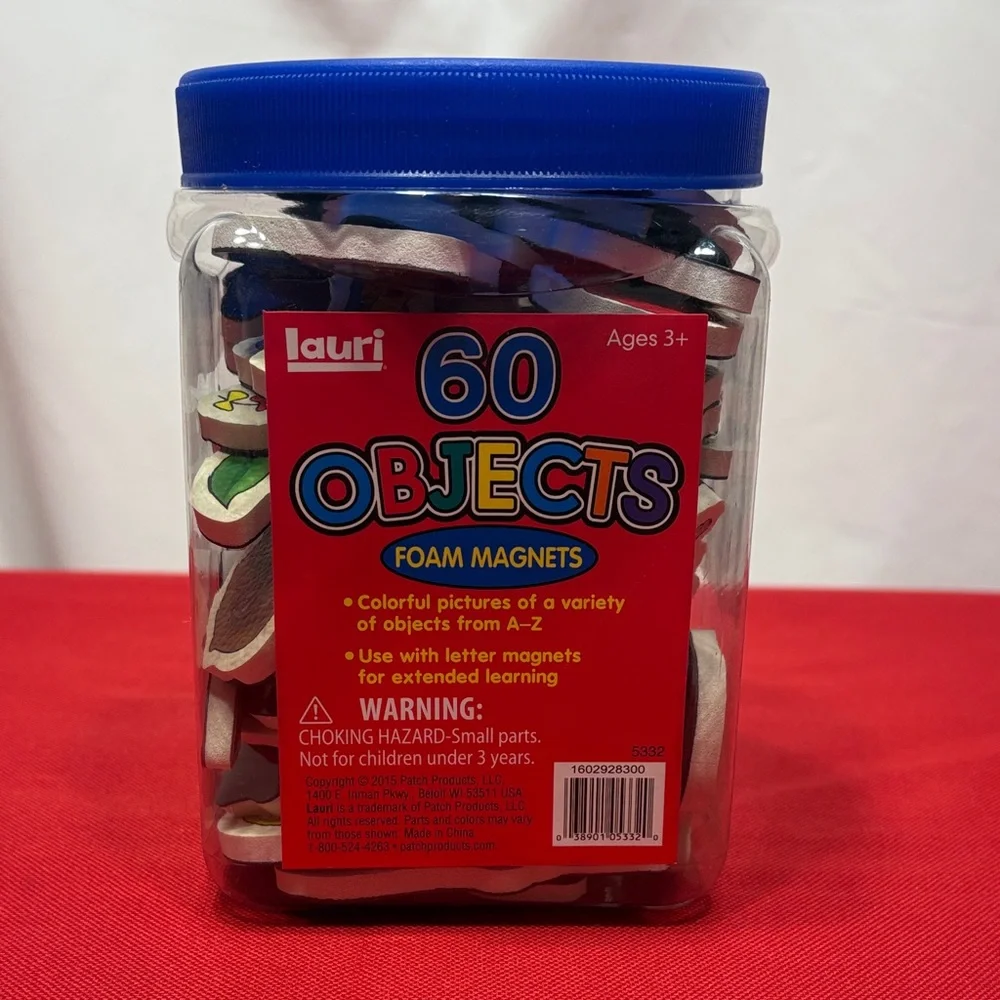 lauri
60
Ages 3+
OBJECTS
FOAM MAGNETS
• Colorful pictures of a variety
of objects from A–Z
• Use with letter magnets
for extended learning
WARNING:
CHOKING HAZARD-Small parts.
Not for children under 3 years.
Copyright © 2015 Patch Products, LLC
1400 E. Inman Pkwy., Beloit WI 53511 USA
Lauri is a trademark of Patch Products, LLC.
All rights reserved. Parts and colors may vary
from those shown. Made in China
1-800-524-4263 • patchproducts.com
5332
1602928300
0 38901 05332 0